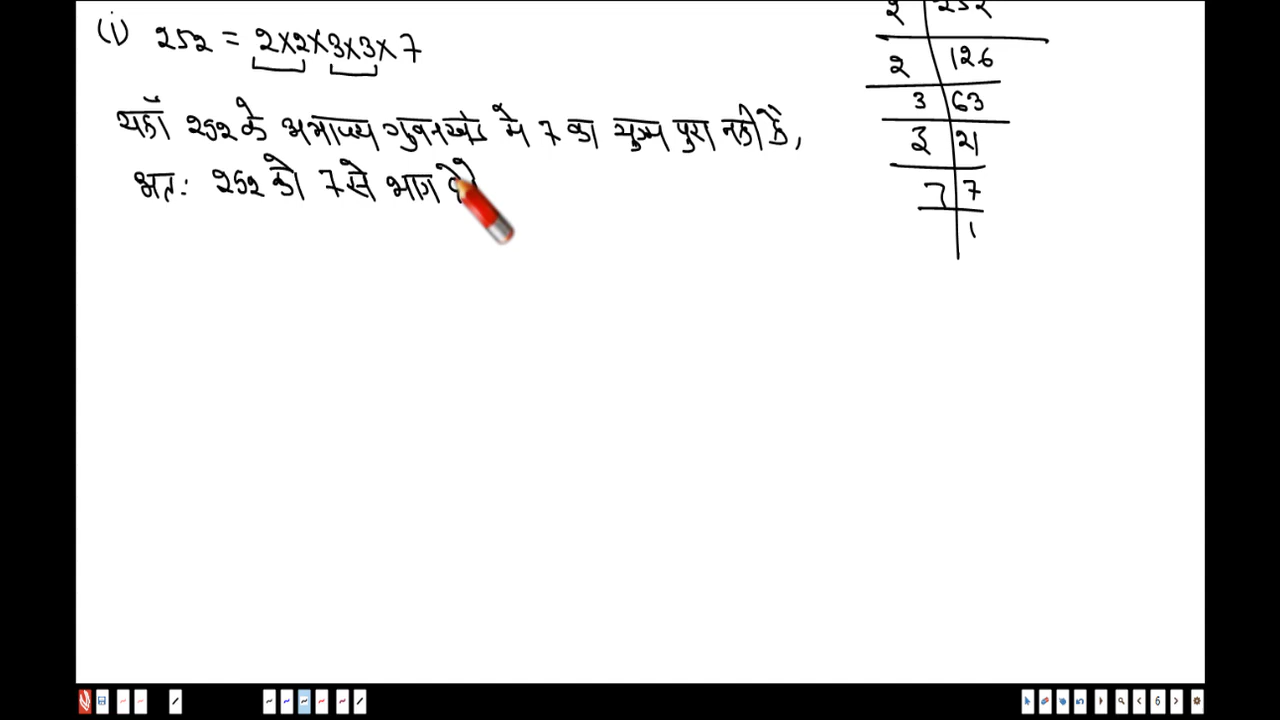 (i) 252 = 2×2×3×3×7
यहाँ 252 के अभाज्य गुणनखंड में 7 का युग्म पुरा नही है,
अतः 252 को 7 से भाग दे
2 | 252
2 | 126
3 | 63
3 | 21
7 | 7
1
6